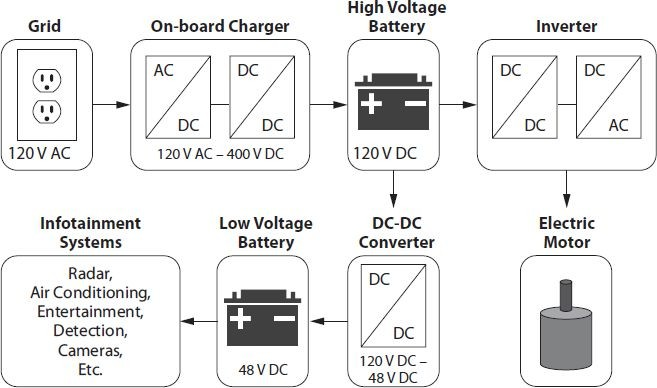 Grid
On-board Charger
High Voltage
Battery
Inverter
AC
DC
DC
DC
DC
DC
DC
AC
120 V AC
120 V AC – 400 V DC
120 V DC
Infotainment
Systems
Low Voltage
Battery
DC-DC
Converter
Electric
Motor
Radar,
Air Conditioning,
Entertainment,
Detection,
Cameras,
Etc.
48 V DC
DC
DC
120 V DC –
48 V DC